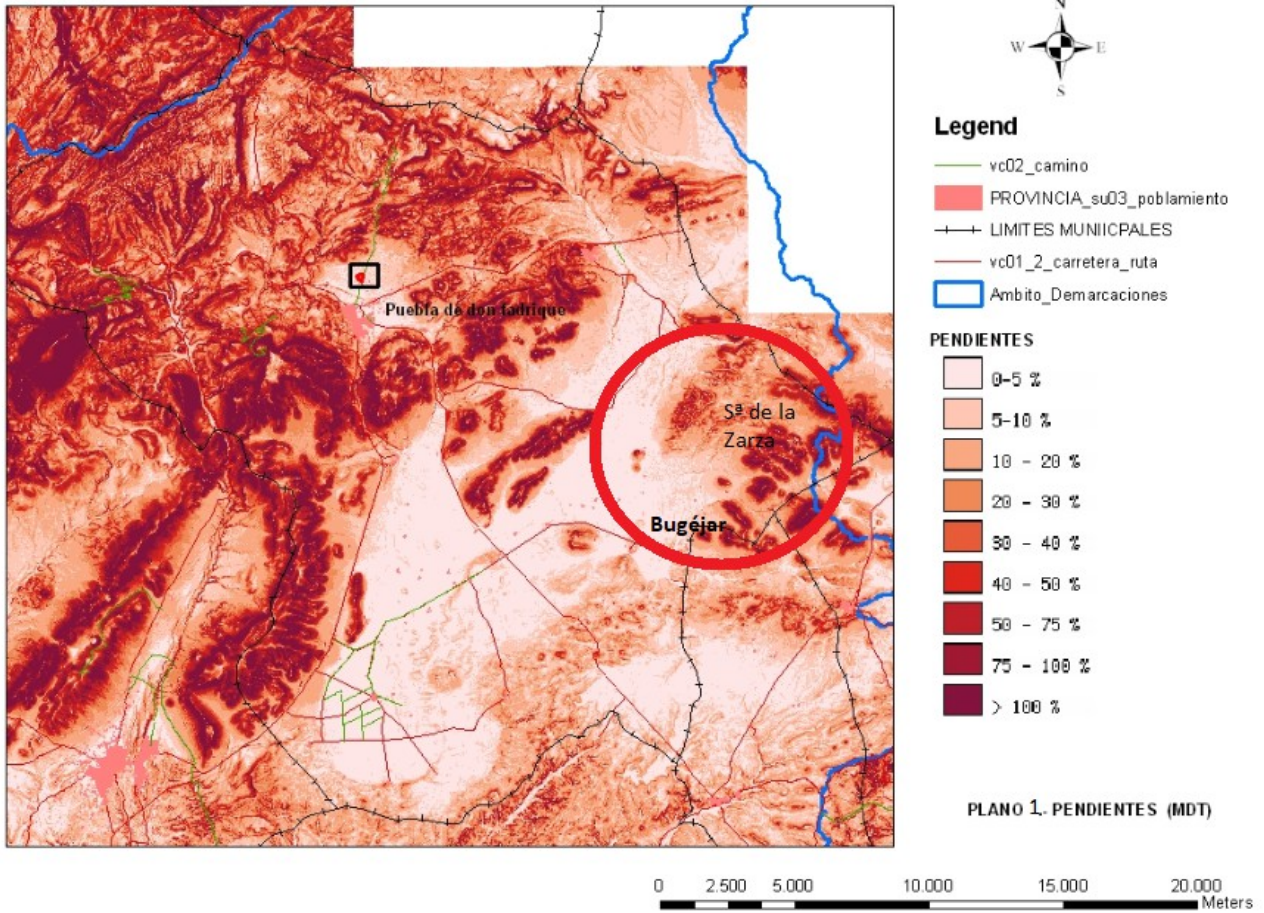 N
W E
S
Legend
vc02_camino
PROVINCIA_su03_poblamiento
LIMITES MUNIICPALES
vc01_2_carretera_ruta
Ambito_Demarcaciones
PENDIENTES
0-5 %
5-10 %
10 - 20 %
20 - 30 %
30 - 40 %
40 - 50 %
50 - 75 %
75 - 100 %
> 100 %
Puebla de don fadrique
Sª de la
Zarza
Bugéjar
PLANO 1.- PENDIENTES (MDT)
0 2.500 5.000 10.000 15.000 20.000
Meters